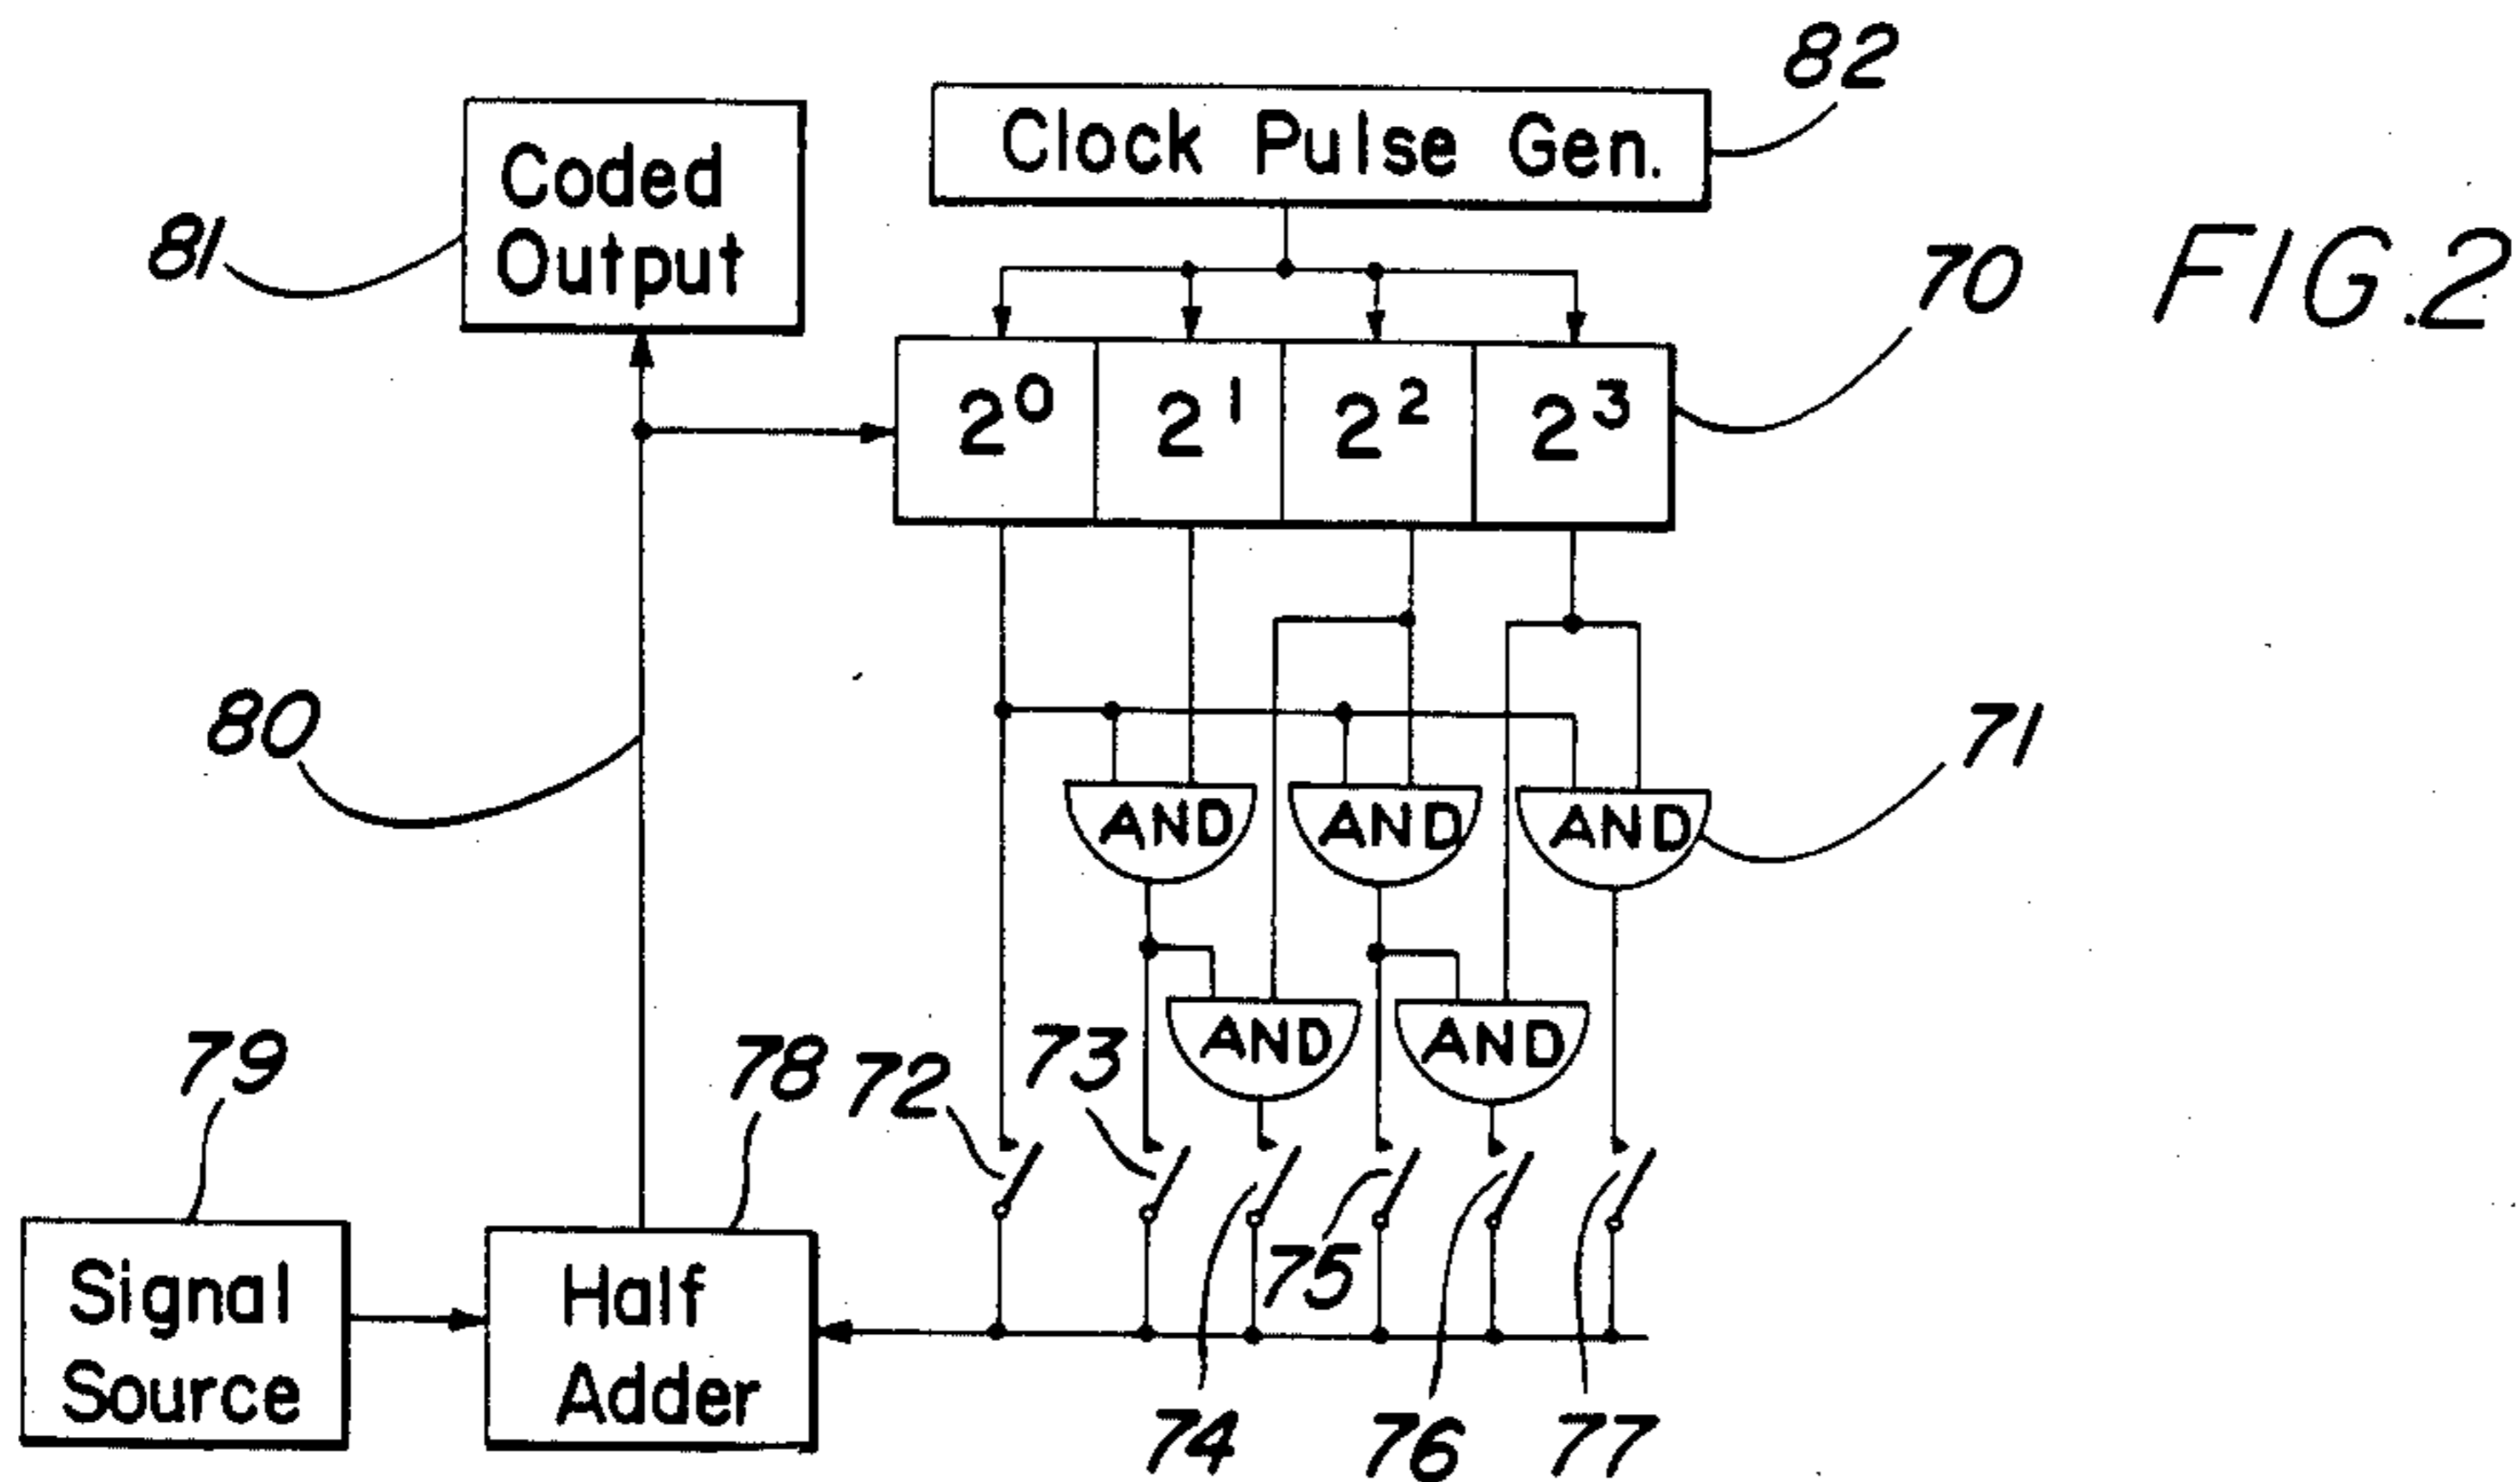 82
Clock Pulse Gen.
Coded
Output
81
70
FIG.2
2⁰ 2¹ 2² 2³
80
71
AND AND AND
AND AND
79
78
72
73
75
Signal
Source
Half
Adder
74
76
77